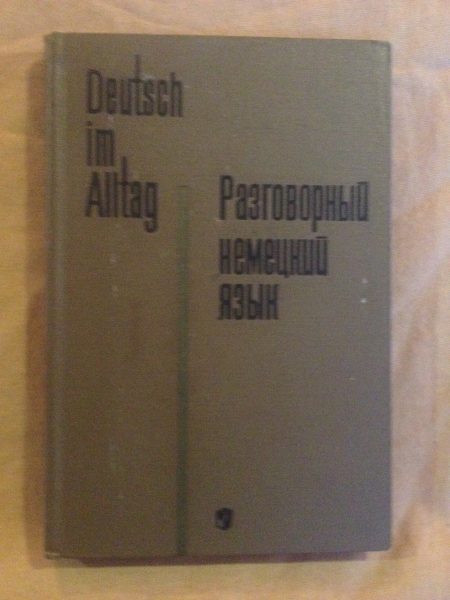 Deutsch
im
Alltag
Разговорный
немецкий
язык